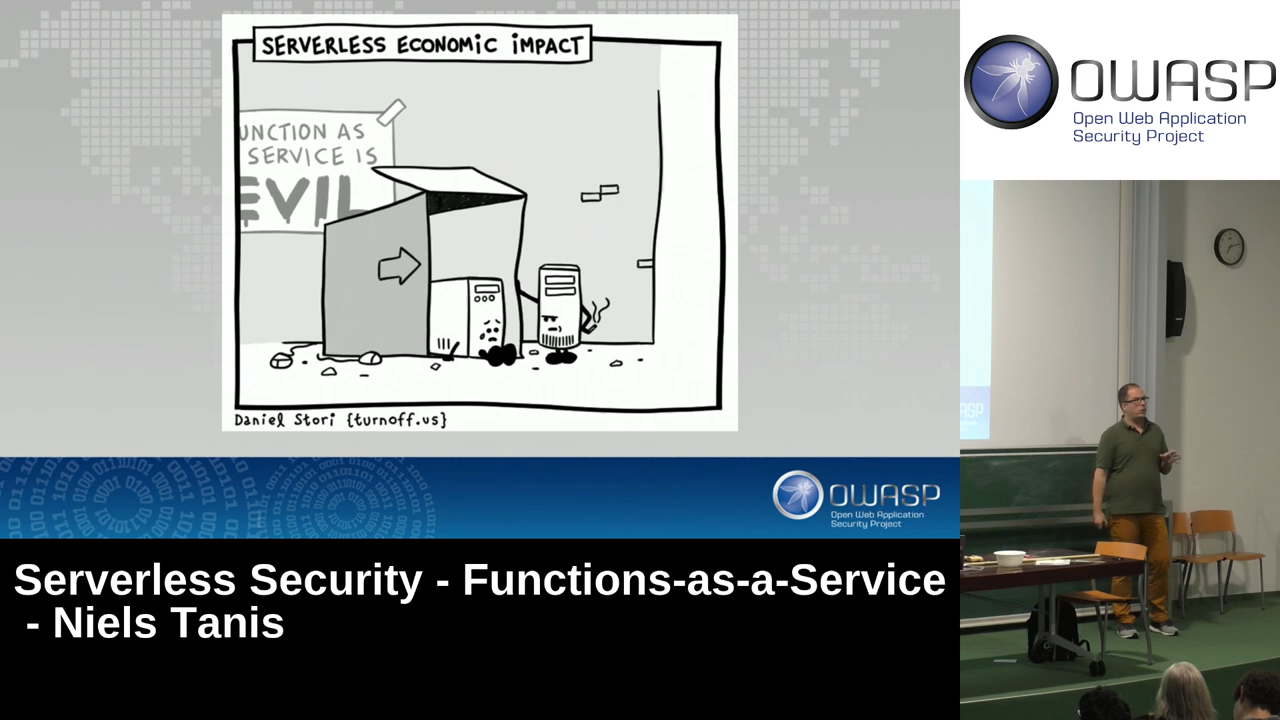 SERVERLESS ECONOMIC IMPACT
UNCTION AS
SERVICE IS
EVIL
Daniel Stori {turnoff.us}
OWASP
Open Web Application
Security Project
Serverless Security - Functions-as-a-Service
- Niels Tanis
OWASP
Open Web Application
Security Project